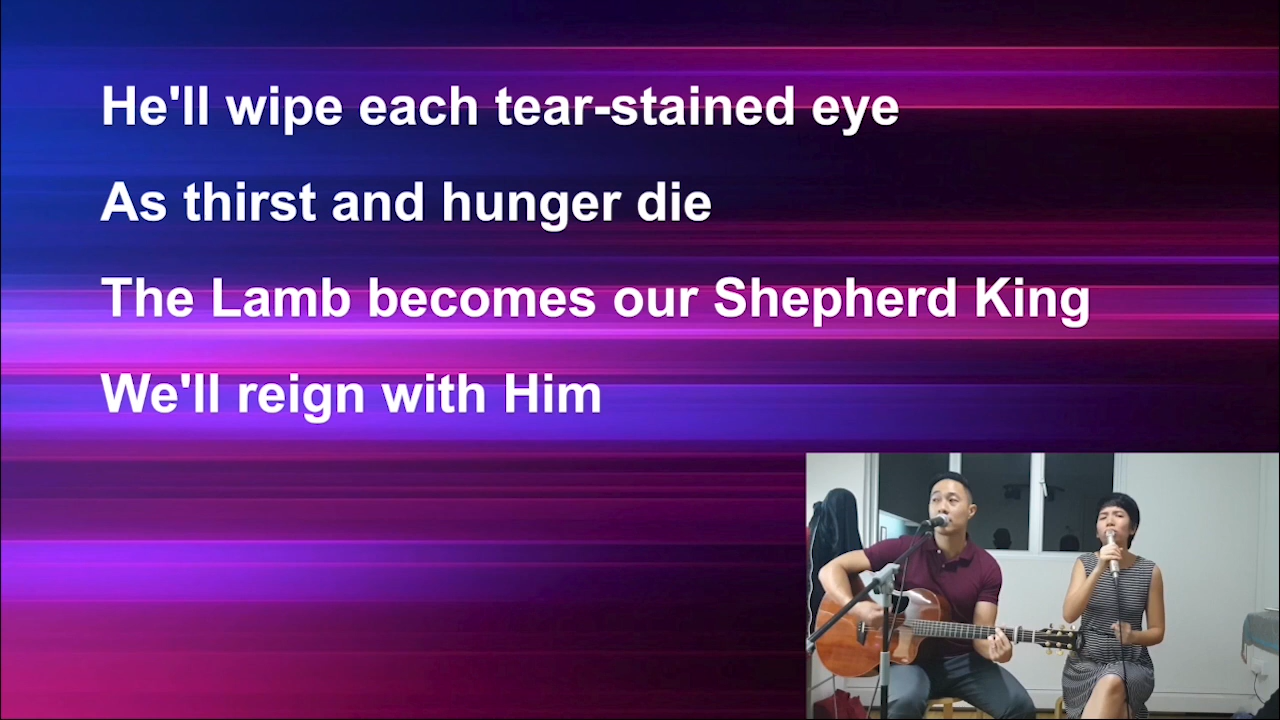 He'll wipe each tear-stained eye
As thirst and hunger die
The Lamb becomes our Shepherd King
We'll reign with Him